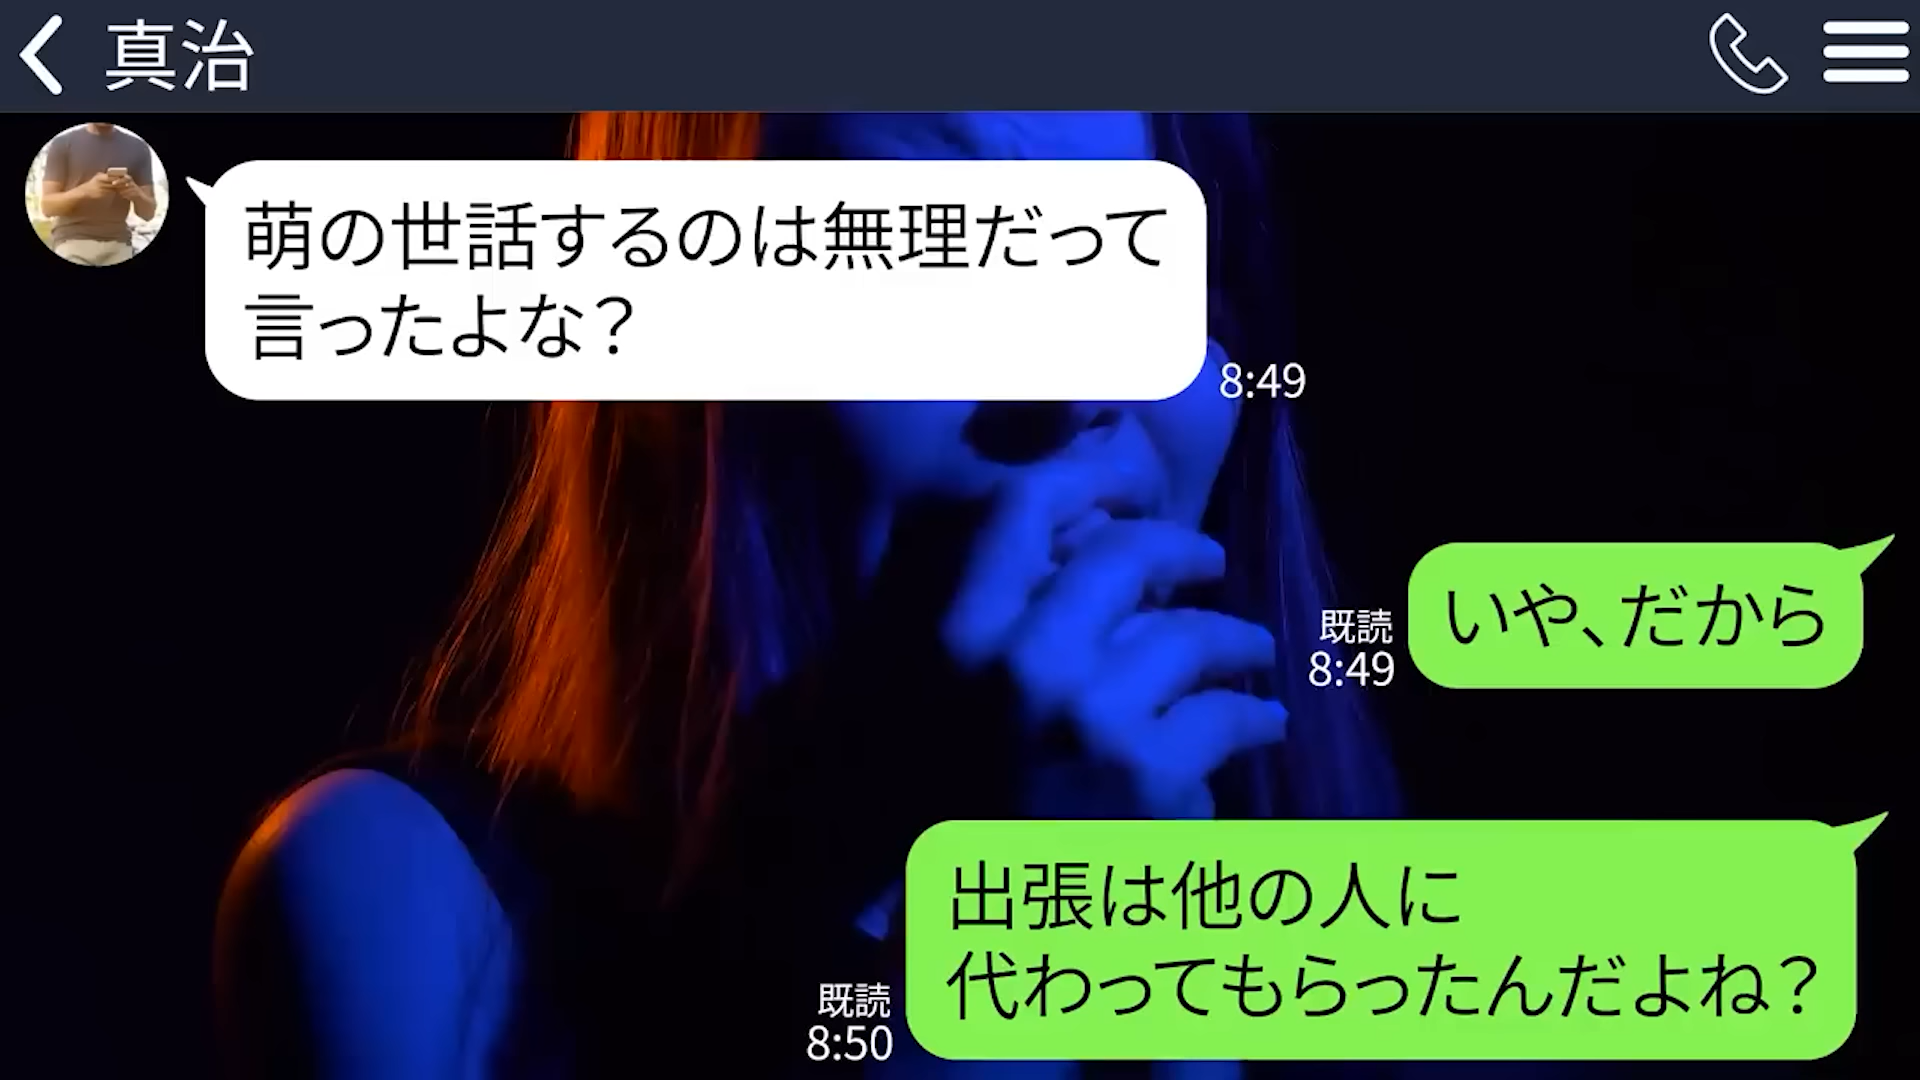 真治
萌の世話するのは無理だって
言ったよな？
8:49
いや、だから
既読
8:49
出張は他の人に
代わってもらったんだよね？
既読
8:50